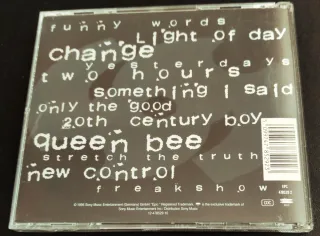 funny words
Light of day
change
yesterdays
two hours
something i said
only the good
20th century boy
queen bee
stretch the truth
new control
freakshow